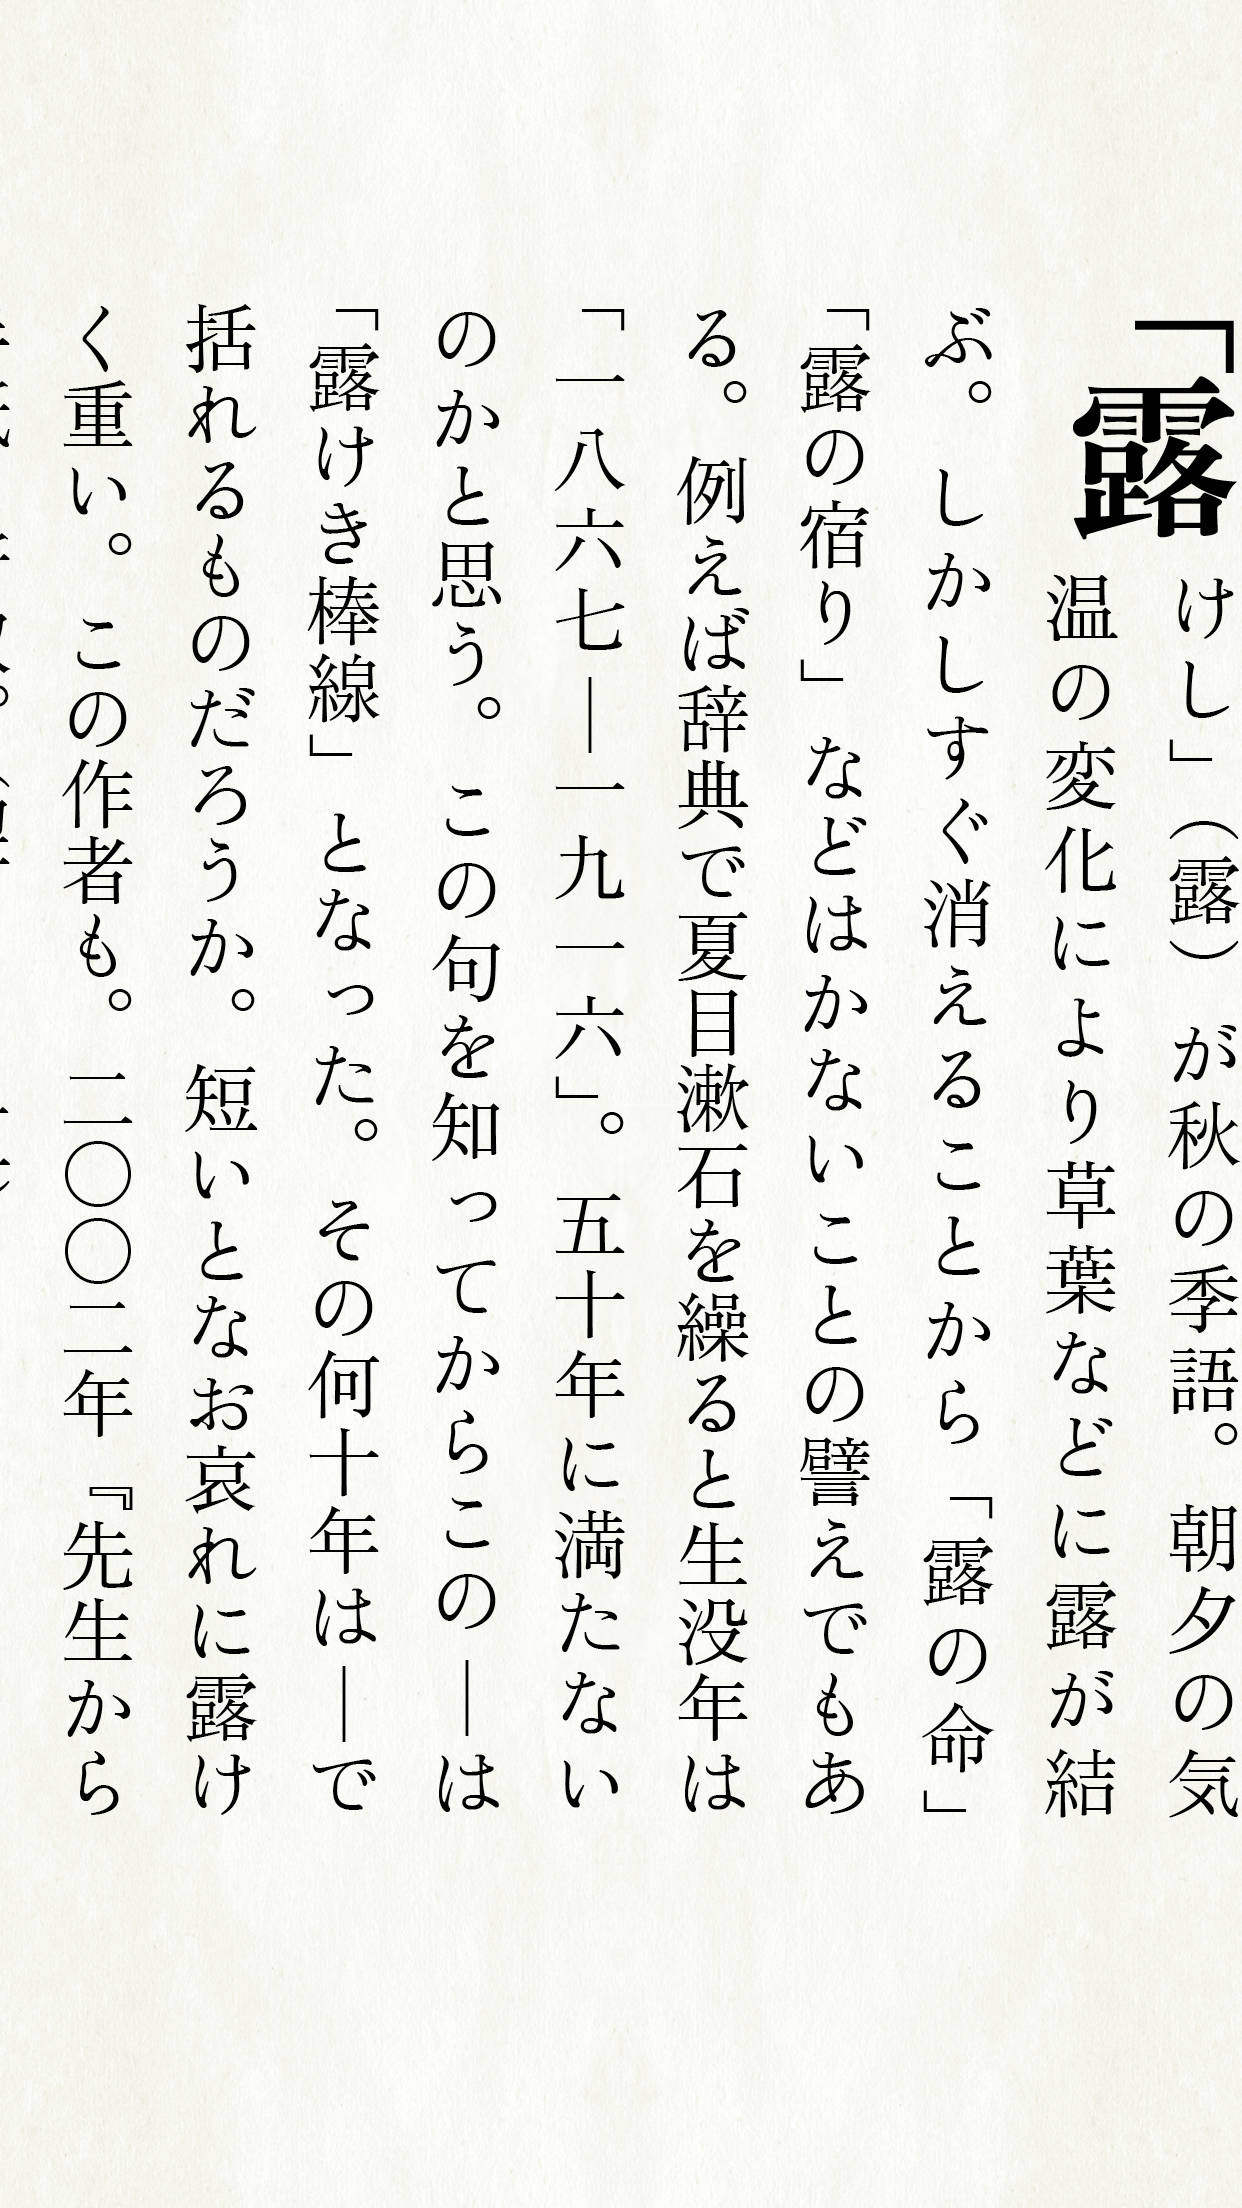 「露けし」（露）が秋の季語。朝夕の気
温の変化により草葉などに露が結
ぶ。しかしすぐ消えることから「露の命」
「露の宿り」などはかないことの譬えでもあ
る。例えば辞典で夏目漱石を繰ると生没年は
「一八六七―一九一六」。五十年に満たない
のかと思う。この句を知ってからこの―は
「露けき棒線」となった。その何十年は―で
括れるものだろうか。短いとなお哀れに露け
く重い。この作者も。二〇〇二年『先生から